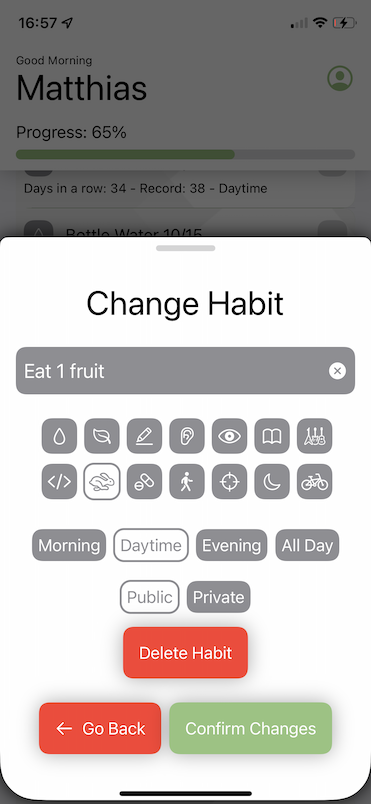 16:57
Good Morning
Matthias
Progress: 65%
Days in a row: 34 - Record: 38 - Daytime
Bottle Water 10/15
Change Habit
Eat 1 fruit
</>
Morning Daytime Evening All Day
Public Private
Delete Habit
← Go Back Confirm Changes